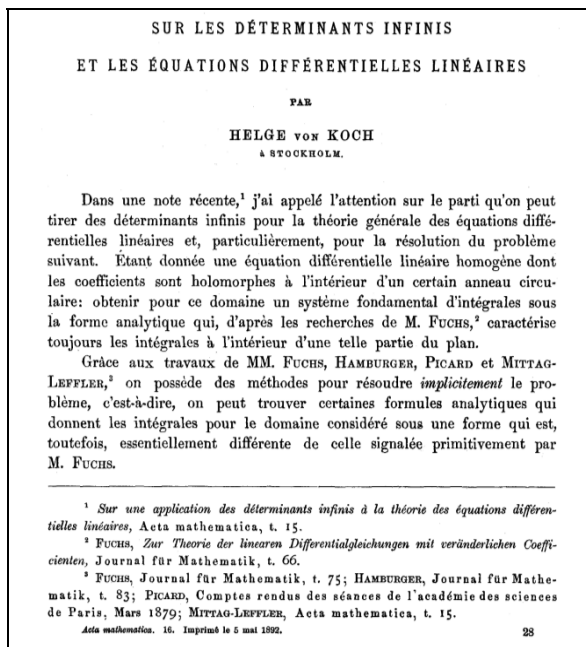 SUR LES DÉTERMINANTS INFINIS
ET LES ÉQUATIONS DIFFÉRENTIELLES LINÉAIRES
PAR
HELGE VON KOCH
À STOCKHOLM.
Dans une note récente,¹ j'ai appelé l'attention sur le parti qu'on peut
tirer des déterminants infinis pour la théorie générale des équations diffé-
rentielles linéaires et, particulièrement, pour la résolution du problème
suivant. Étant donnée une équation différentielle linéaire homogène dont
les coefficients sont holomorphes à l'intérieur d'un certain anneau circu-
laire: obtenir pour ce domaine un système fondamental d'intégrales sous
la forme analytique qui, d'après les recherches de M. FUCHS,² caractérise
toujours les intégrales à l'intérieur d'une telle partie du plan.
Grâce aux travaux de MM. FUCHS, HAMBURGER, PICARD et MITTAG-
LEFFLER,³ on possède des méthodes pour résoudre implicitement le pro-
blème, c'est-à-dire, on peut trouver certaines formules analytiques qui
donnent les intégrales pour le domaine considéré sous une forme qui est,
toutefois, essentiellement différente de celle signalée primitivement par
M. FUCHS.
¹ Sur une application des déterminants infinis à la théorie des équations différen-
tielles linéaires, Acta mathematica, t. 15.
² FUCHS, Zur Theorie der linearen Differentialgleichungen mit veränderlichen Coeffi-
cienten, Journal für Mathematik, t. 66.
³ FUCHS, Journal für Mathematik, t. 75; HAMBURGER, Journal für Mathe-
matik, t. 83; PICARD, Comptes rendus des séances de l'académie des sciences
de Paris, Mars 1879; MITTAG-LEFFLER, Acta mathematica, t. 15.
Acta mathematica. 16. Imprimé le 5 mai 1892. 28